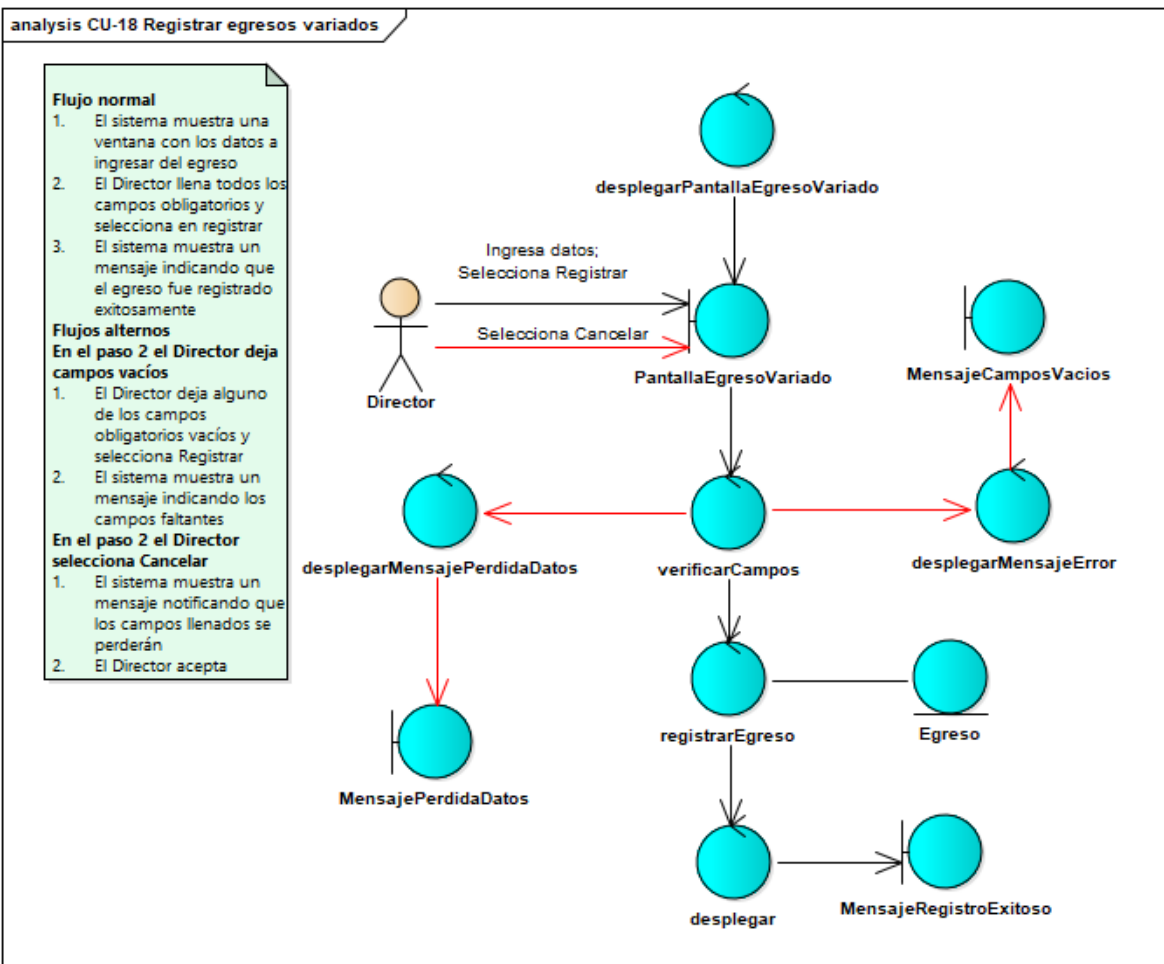 analysis CU-18 Registrar egresos variados
Flujo normal
1. El sistema muestra una
ventana con los datos a
ingresar del egreso
2. El Director llena todos los
campos obligatorios y
selecciona en registrar
3. El sistema muestra un
mensaje indicando que
el egreso fue registrado
exitosamente
Flujos alternos
En el paso 2 el Director deja
campos vacíos
1. El Director deja alguno
de los campos
obligatorios vacíos y
selecciona Registrar
2. El sistema muestra un
mensaje indicando los
campos faltantes
En el paso 2 el Director
selecciona Cancelar
1. El sistema muestra un
mensaje notificando que
los campos llenados se
perderán
2. El Director acepta
desplegarPantallaEgresoVariado
Ingresa datos;
Selecciona Registrar
Selecciona Cancelar
Director
PantallaEgresoVariado
MensajeCamposVacios
desplegarMensajePerdidaDatos
verificarCampos
desplegarMensajeError
registrarEgreso
Egreso
MensajePerdidaDatos
desplegar
MensajeRegistroExitoso